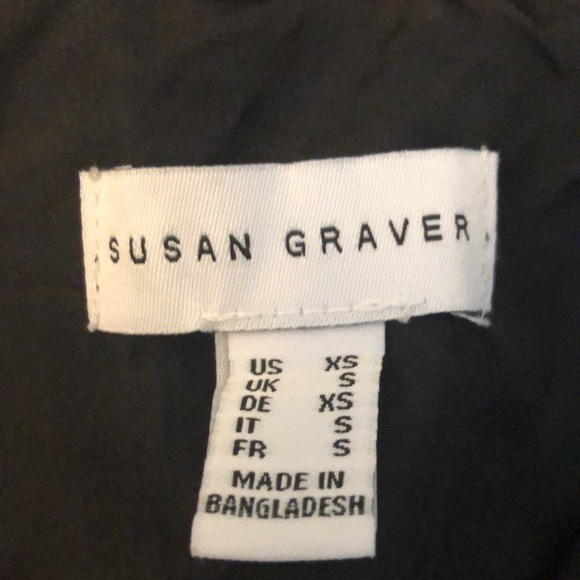 SUSAN GRAVER
US XS
UK S
DE XS
IT S
FR S
MADE IN
BANGLADESH